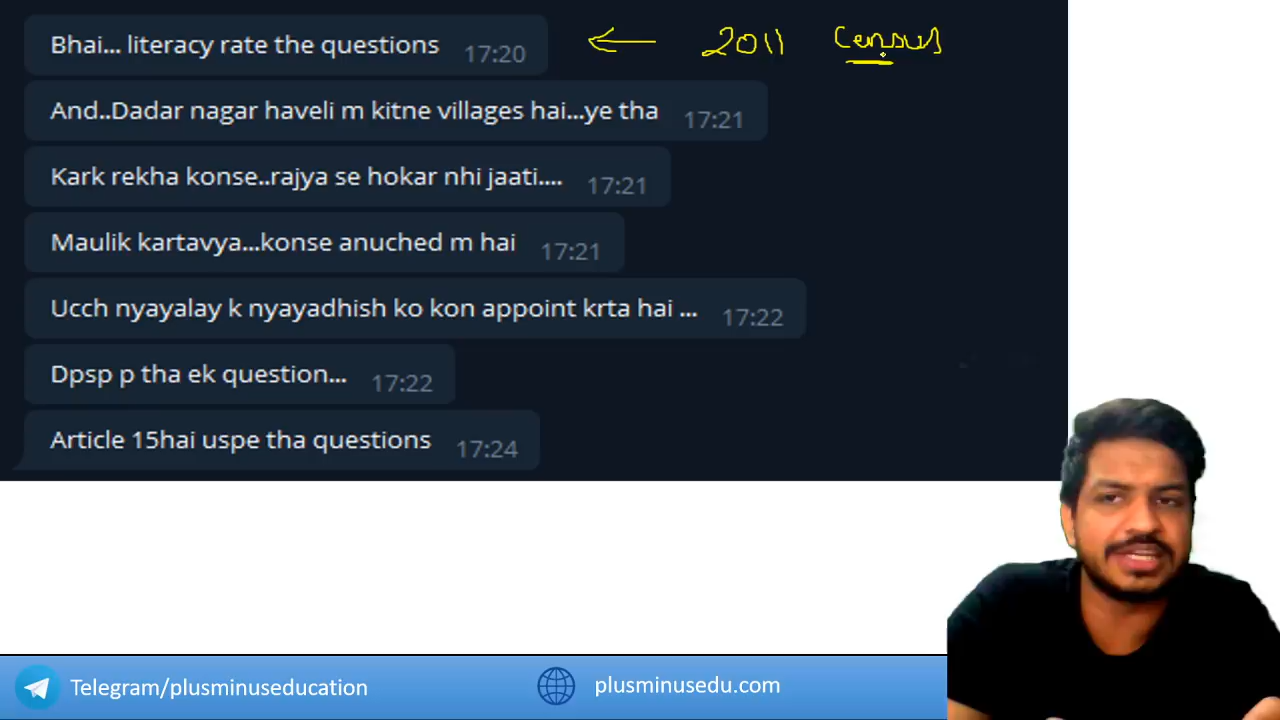 Bhai... literacy rate the questions 17:20 ← 2011 Census
And..Dadar nagar haveli m kitne villages hai...ye tha 17:21
Kark rekha konse..rajya se hokar nhi jaati.... 17:21
Maulik kartavya...konse anuched m hai 17:21
Ucch nyayalay k nyayadhish ko kon appoint krta hai ... 17:22
Dpsp p tha ek question... 17:22
Article 15hai uspe tha questions 17:24
Telegram/plusminuseducation plusminusedu.com